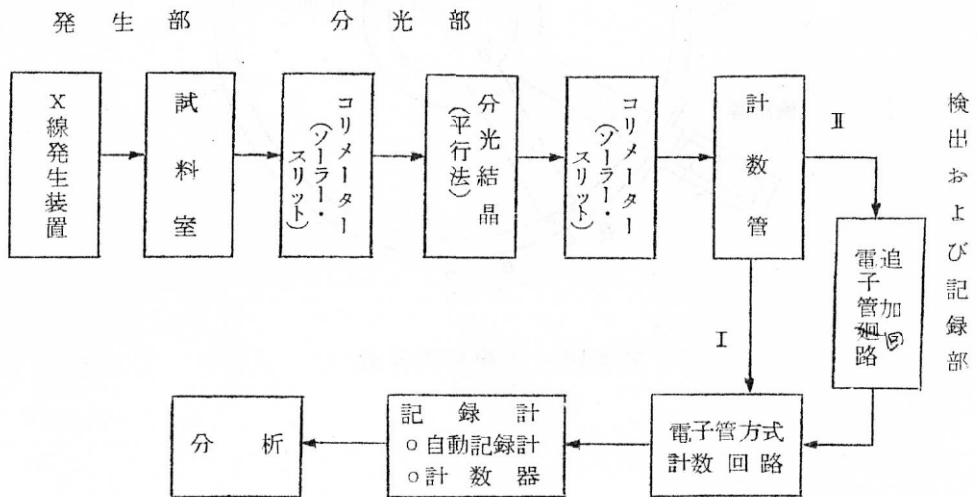 発生部
分光部
X線発生装置
試料室
コリメーター
(ソーラー・
スリット)
分光結晶
(平行法)
コリメーター
(ソーラー・
スリット)
計数管
II
検出および記録部
追加
電子管廻路
回
I
電子管方式
計数回路
記録計
o自動記録計
o計数器
分析